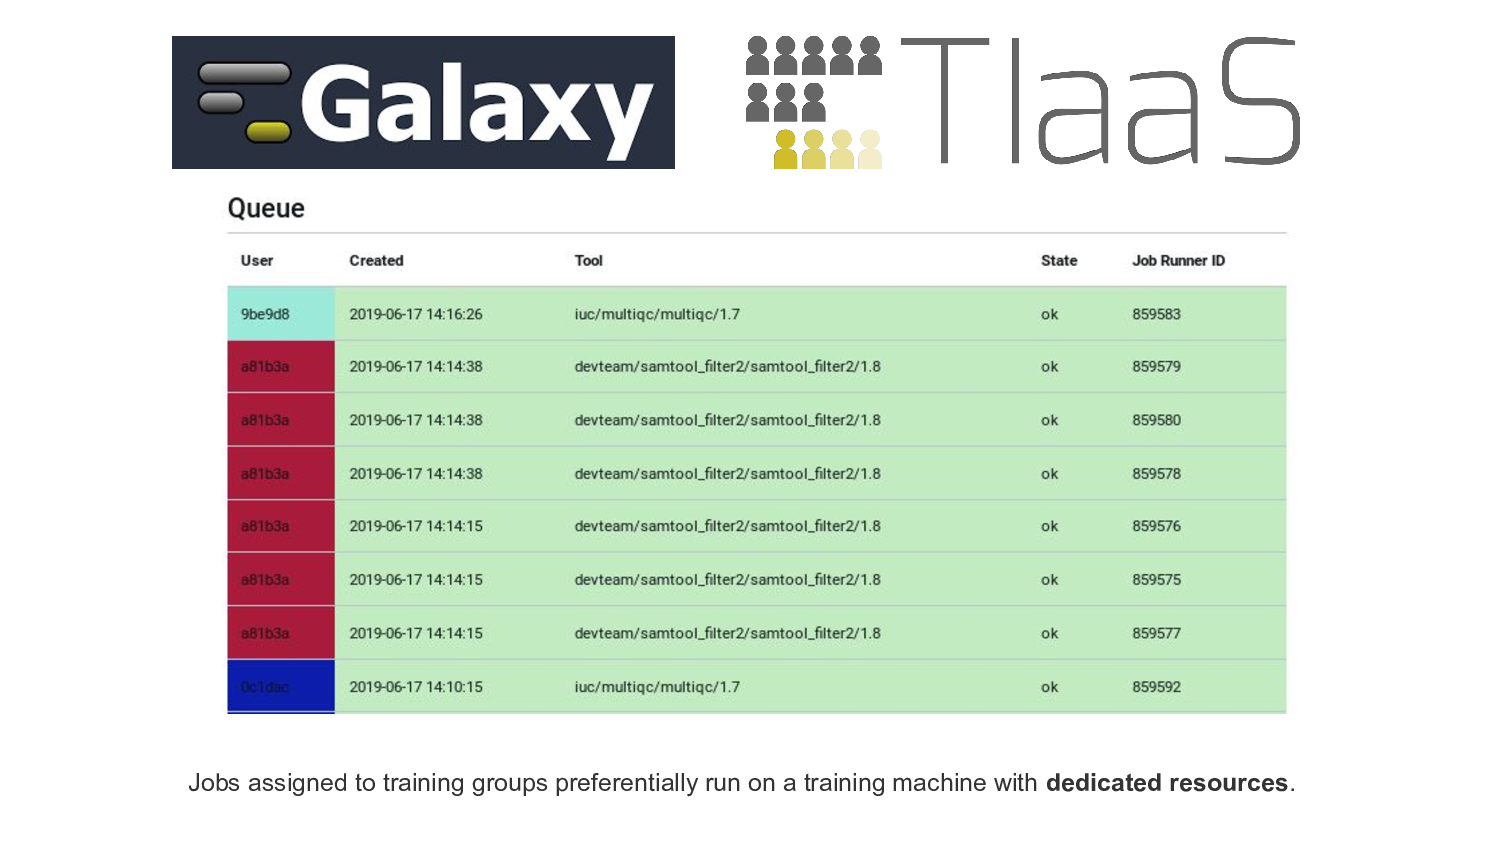 Galaxy TIaaS
Queue
User Created Tool State Job Runner ID
9be9d8 2019-06-17 14:16:26 iuc/multiqc/multiqc/1.7 ok 859583
a81b3a 2019-06-17 14:14:38 devteam/samtool_filter2/samtool_filter2/1.8 ok 859579
a81b3a 2019-06-17 14:14:38 devteam/samtool_filter2/samtool_filter2/1.8 ok 859580
a81b3a 2019-06-17 14:14:38 devteam/samtool_filter2/samtool_filter2/1.8 ok 859578
a81b3a 2019-06-17 14:14:15 devteam/samtool_filter2/samtool_filter2/1.8 ok 859576
a81b3a 2019-06-17 14:14:15 devteam/samtool_filter2/samtool_filter2/1.8 ok 859575
a81b3a 2019-06-17 14:14:15 devteam/samtool_filter2/samtool_filter2/1.8 ok 859577
0c1dac 2019-06-17 14:10:15 iuc/multiqc/multiqc/1.7 ok 859592
Jobs assigned to training groups preferentially run on a training machine with dedicated resources.